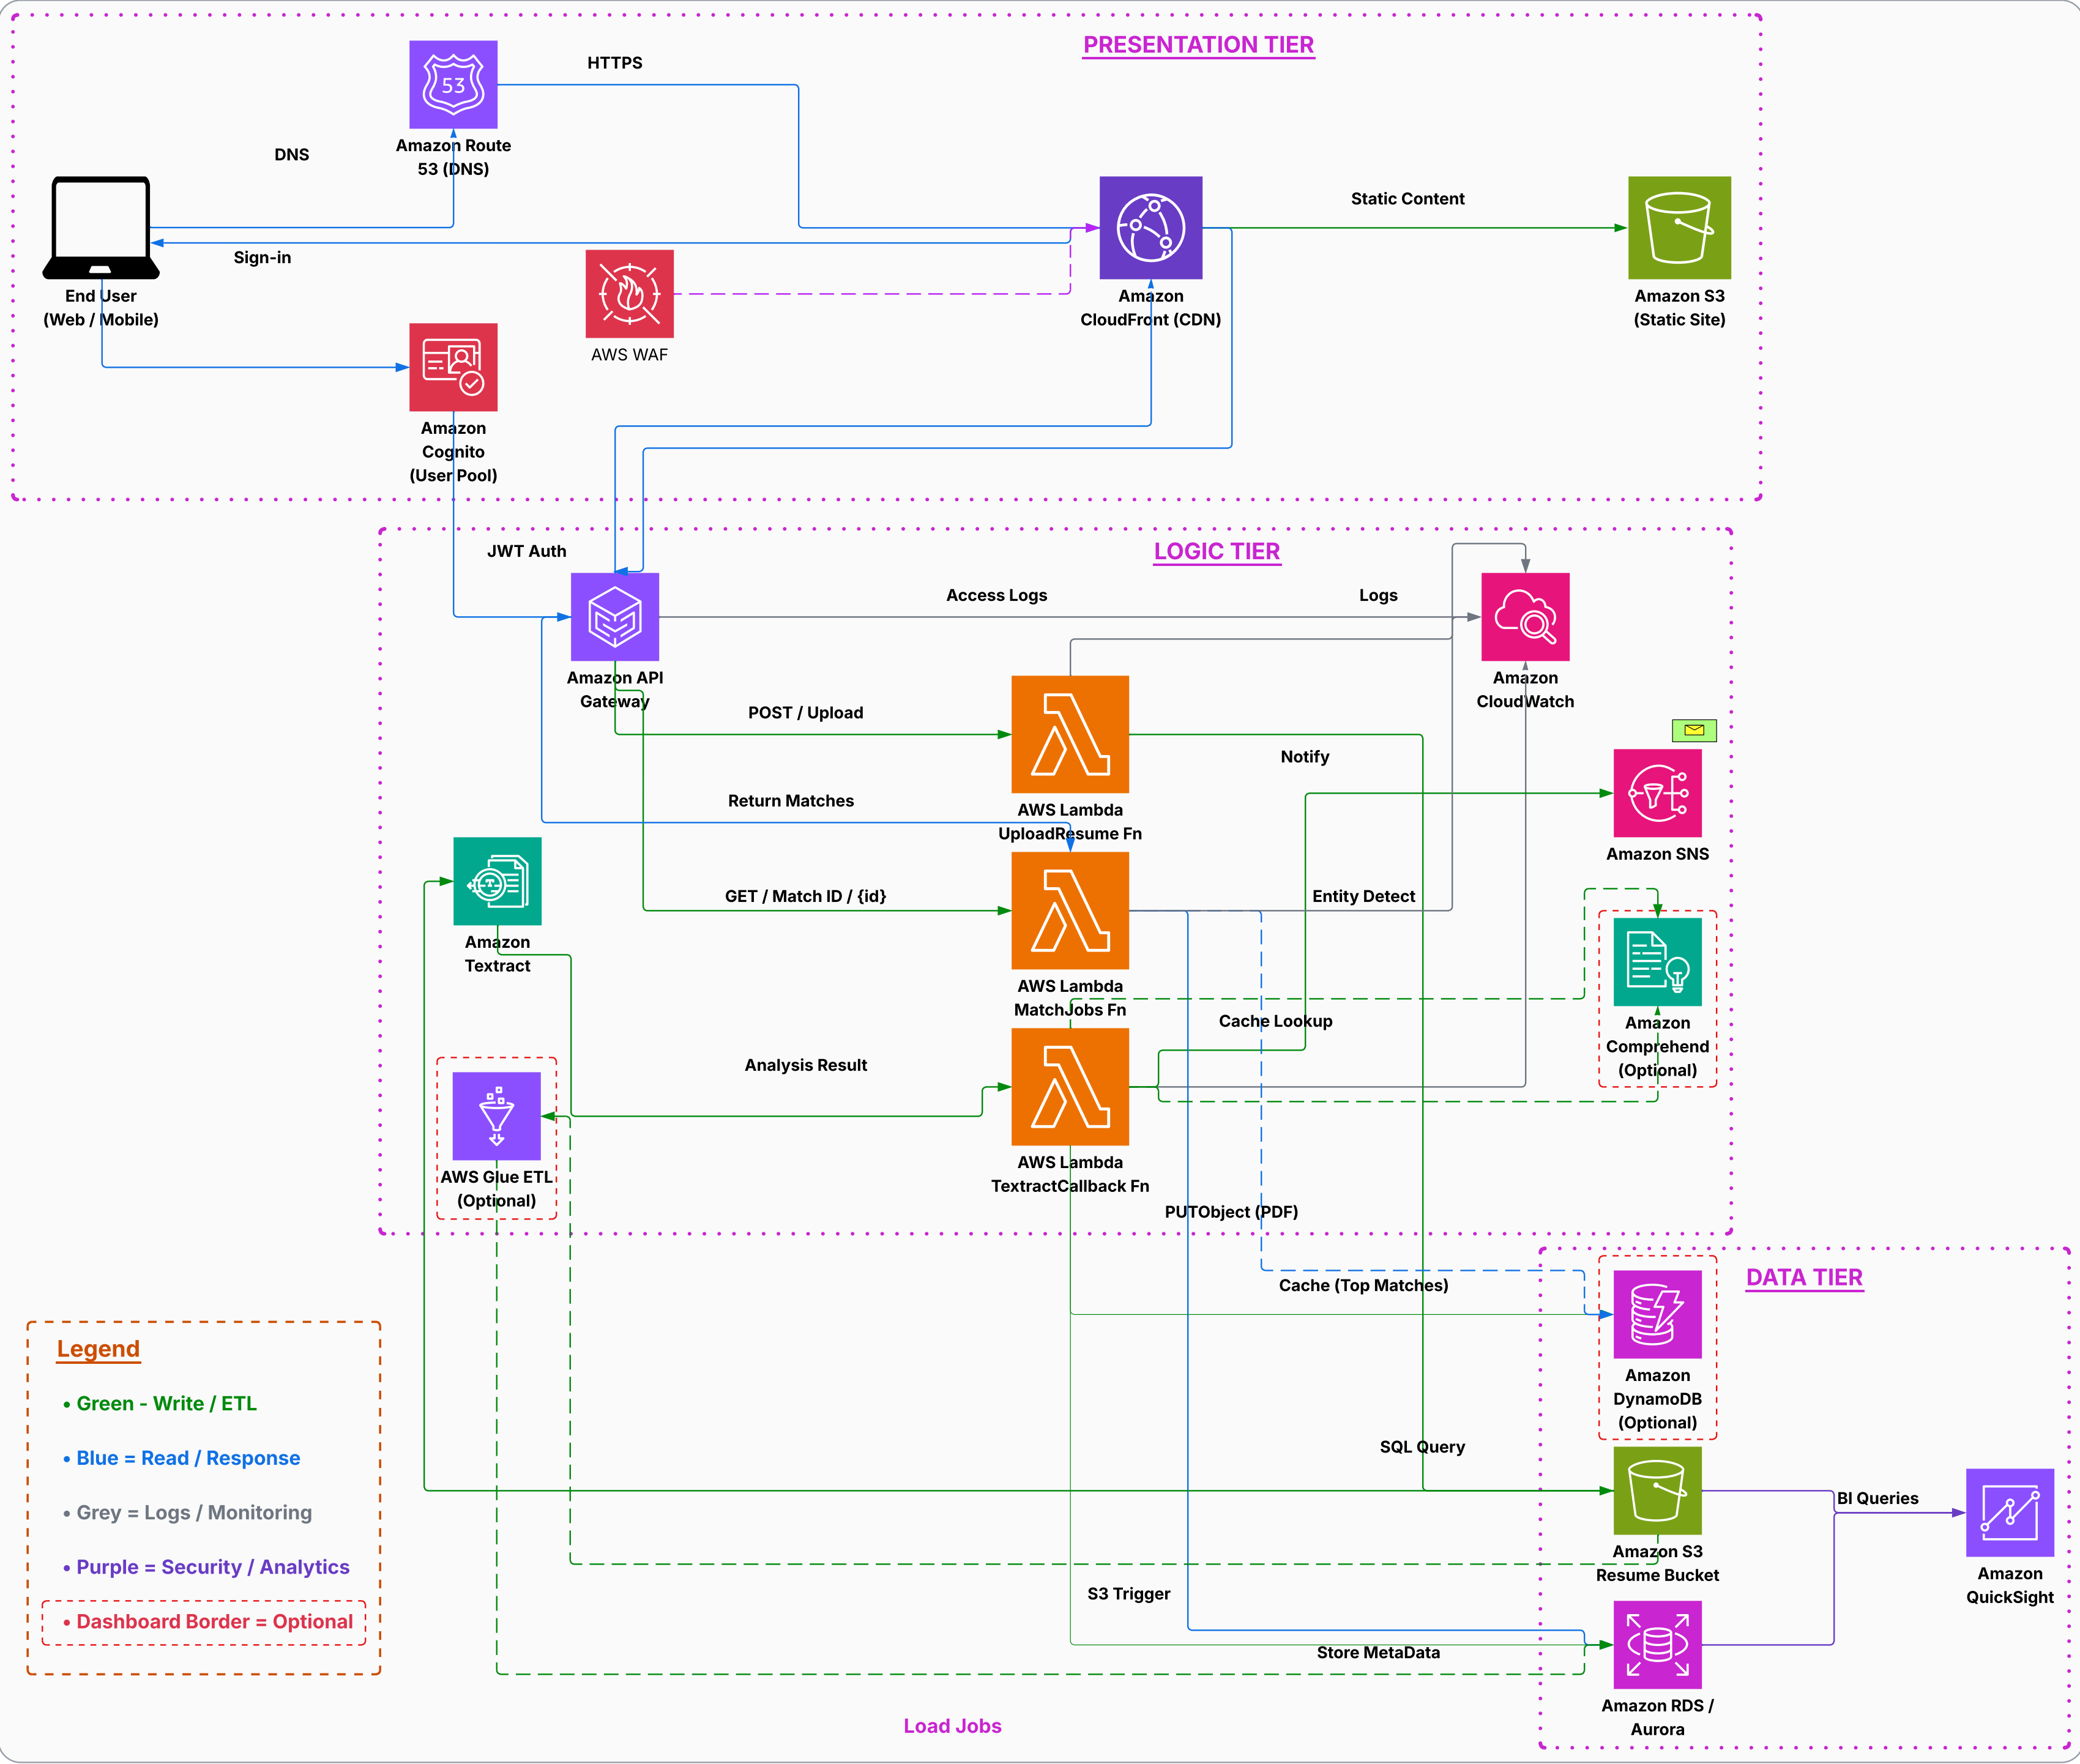 PRESENTATION TIER
HTTPS
53
Amazon Route
53 (DNS)
DNS
Static Content
Sign-in
End User
(Web / Mobile)
AWS WAF
Amazon
CloudFront (CDN)
Amazon S3
(Static Site)
Amazon
Cognito
(User Pool)
JWT Auth
LOGIC TIER
Access Logs
Logs
Amazon API
Gateway
Amazon
CloudWatch
POST / Upload
Notify
Return Matches
AWS Lambda
UploadResume Fn
Amazon SNS
GET / Match ID / {id}
Entity Detect
Amazon
Textract
AWS Lambda
MatchJobs Fn
Cache Lookup
Amazon
Comprehend
(Optional)
Analysis Result
AWS Glue ETL
(Optional)
AWS Lambda
TextractCallback Fn
PUTObject (PDF)
DATA TIER
Cache (Top Matches)
Amazon
DynamoDB
(Optional)
Legend
• Green - Write / ETL
• Blue = Read / Response
• Grey = Logs / Monitoring
• Purple = Security / Analytics
• Dashboard Border = Optional
SQL Query
BI Queries
Amazon S3
Resume Bucket
Amazon
QuickSight
S3 Trigger
Store MetaData
Amazon RDS /
Aurora
Load Jobs